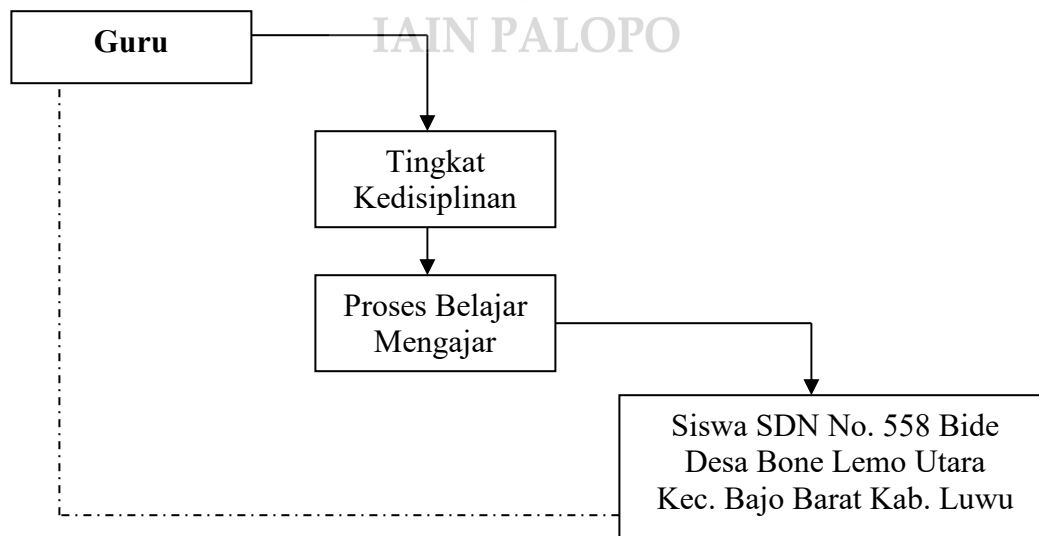 IAIN PALOPO
Guru
Tingkat
Kedisiplinan
Proses Belajar
Mengajar
Siswa SDN No. 558 Bide
Desa Bone Lemo Utara
Kec. Bajo Barat Kab. Luwu